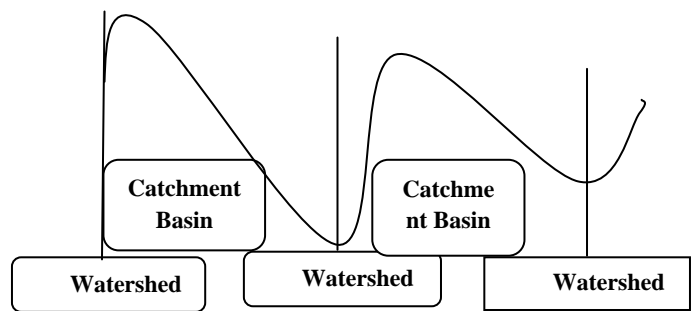 Catchment
Basin
Catchme
nt Basin
Watershed
Watershed
Watershed